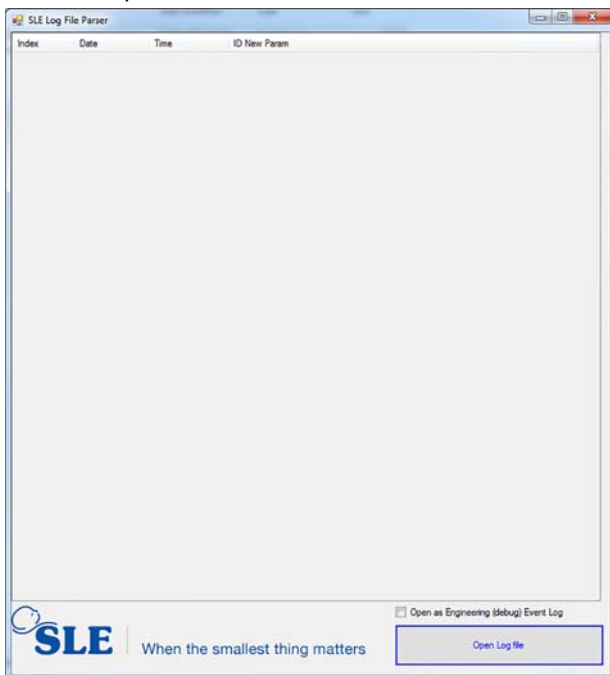 SLE Log File Parser
Index Date Time ID New Param
Open as Engineering (debug) Event Log
SLE When the smallest thing matters
Open Log file